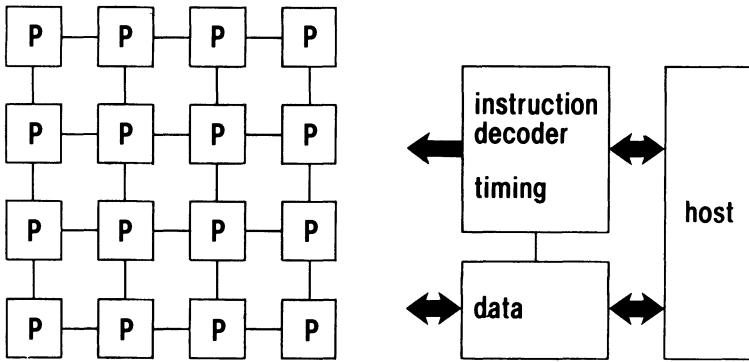 P P P P
P P P P
P P P P
P P P P
instruction
decoder
timing
data
host